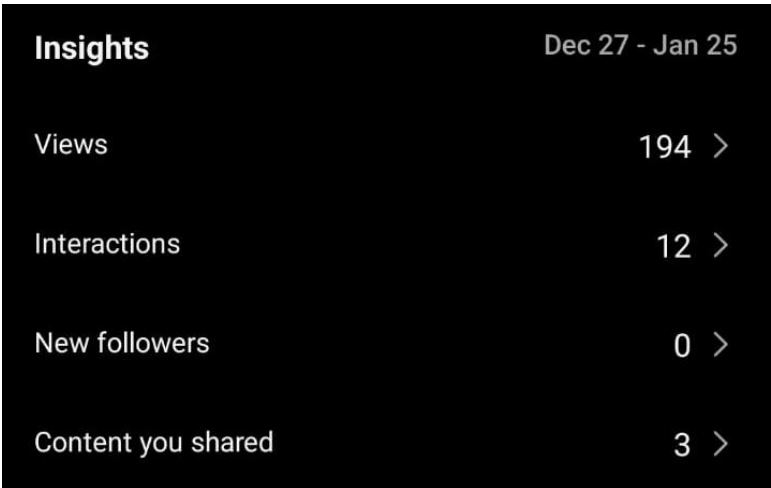 Insights Dec 27 - Jan 25
Views 194
Interactions 12
New followers 0
Content you shared 3